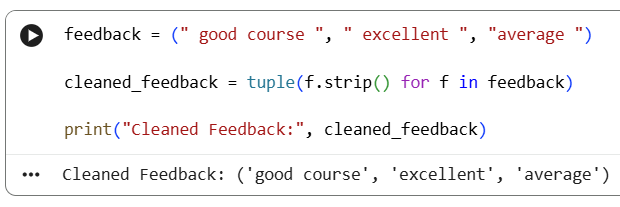 feedback = (" good course ", " excellent ", "average ")
cleaned_feedback = tuple(f.strip() for f in feedback)
print("Cleaned Feedback:", cleaned_feedback)
Cleaned Feedback: ('good course', 'excellent', 'average')